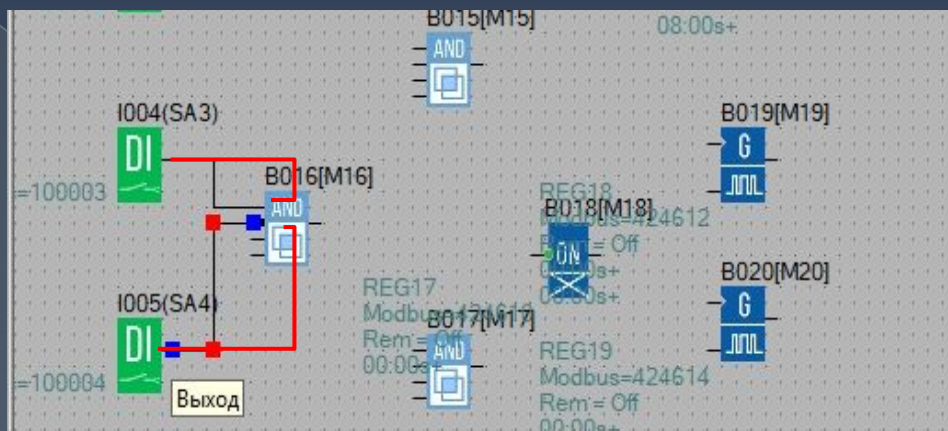 B015[M15]
08:00s+
AND
I004(SA3)
DI
=100003
B016[M16]
AND
B019[M19]
G
REG18
B018[M18]
Modbus=424612
Rem = Off
ON
00:00s+
00:00s+
I005(SA4)
DI
=100004
Выход
REG17
B017[M17]
Rem = Off
AND
00:00s+
B020[M20]
G
REG19
Modbus=424614
Rem = Off
00:00s+